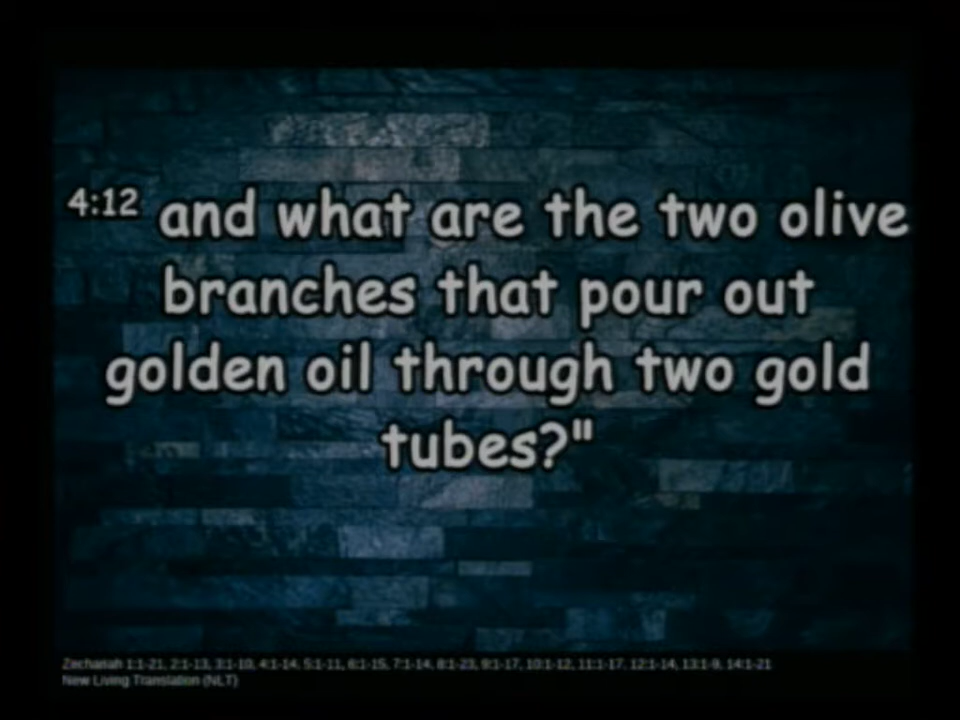 4:12 and what are the two olive
branches that pour out
golden oil through two gold
tubes?"
Zechariah 1:1-21, 2:1-13, 3:1-10, 4:1-14, 5:1-11, 6:1-15, 7:1-14, 8:1-23, 9:1-17, 10:1-12, 11:1-17, 12:1-14, 13:1-9, 14:1-21
New Living Translation (NLT)